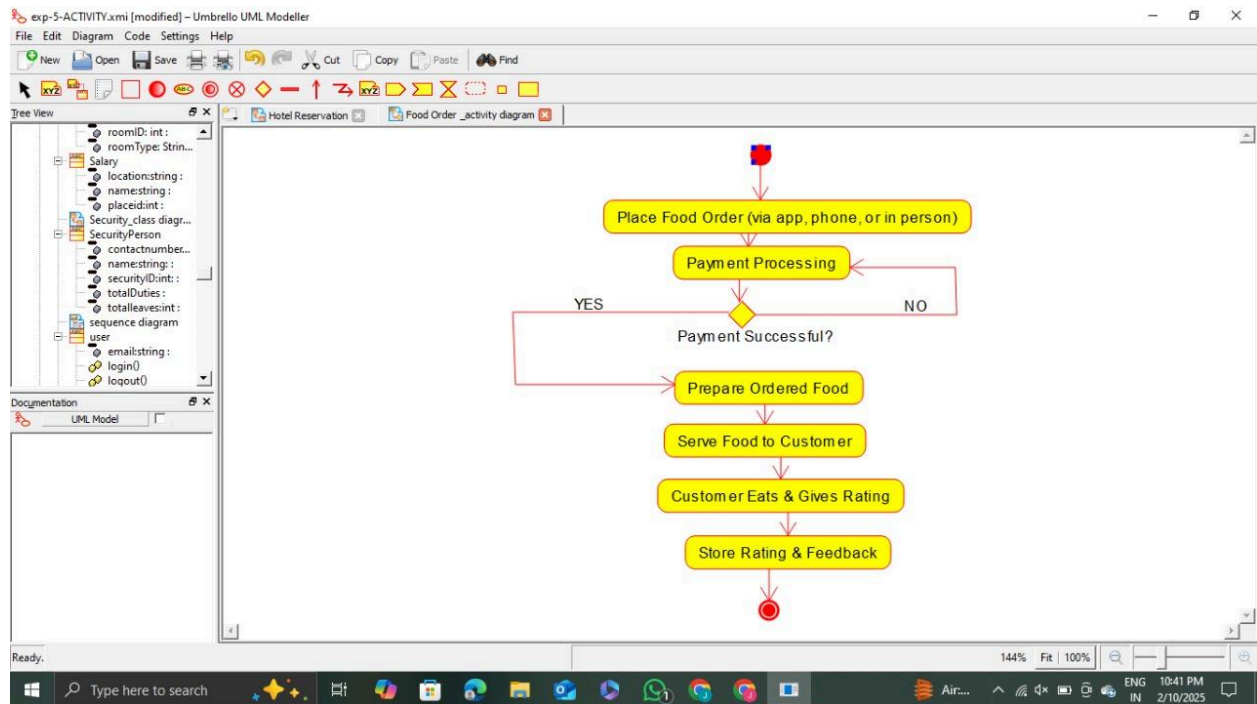 exp-5-ACTIVITY.xmi [modified] – Umbrello UML Modeller
File Edit Diagram Code Settings Help
New Open Save Cut Copy Paste Find
XYZ ABC XYZ
Tree View
Hotel Reservation Food Order _activity diagram
roomID: int :
roomType: Strin...
Salary
location:string :
name:string :
placeid:int :
Security_class diagr...
SecurityPerson
contactnumber...
name:string: :
securityID:int: :
totalDuties :
totalleaves:int :
sequence diagram
user
email:string :
login()
logout()
Documentation
UML Model
Place Food Order (via app, phone, or in person)
Payment Processing
YES
NO
Payment Successful?
Prepare Ordered Food
Serve Food to Customer
Customer Eats & Gives Rating
Store Rating & Feedback
Ready.
144% Fit 100%
Type here to search
Air:...
ENG
IN
10:41 PM
2/10/2025